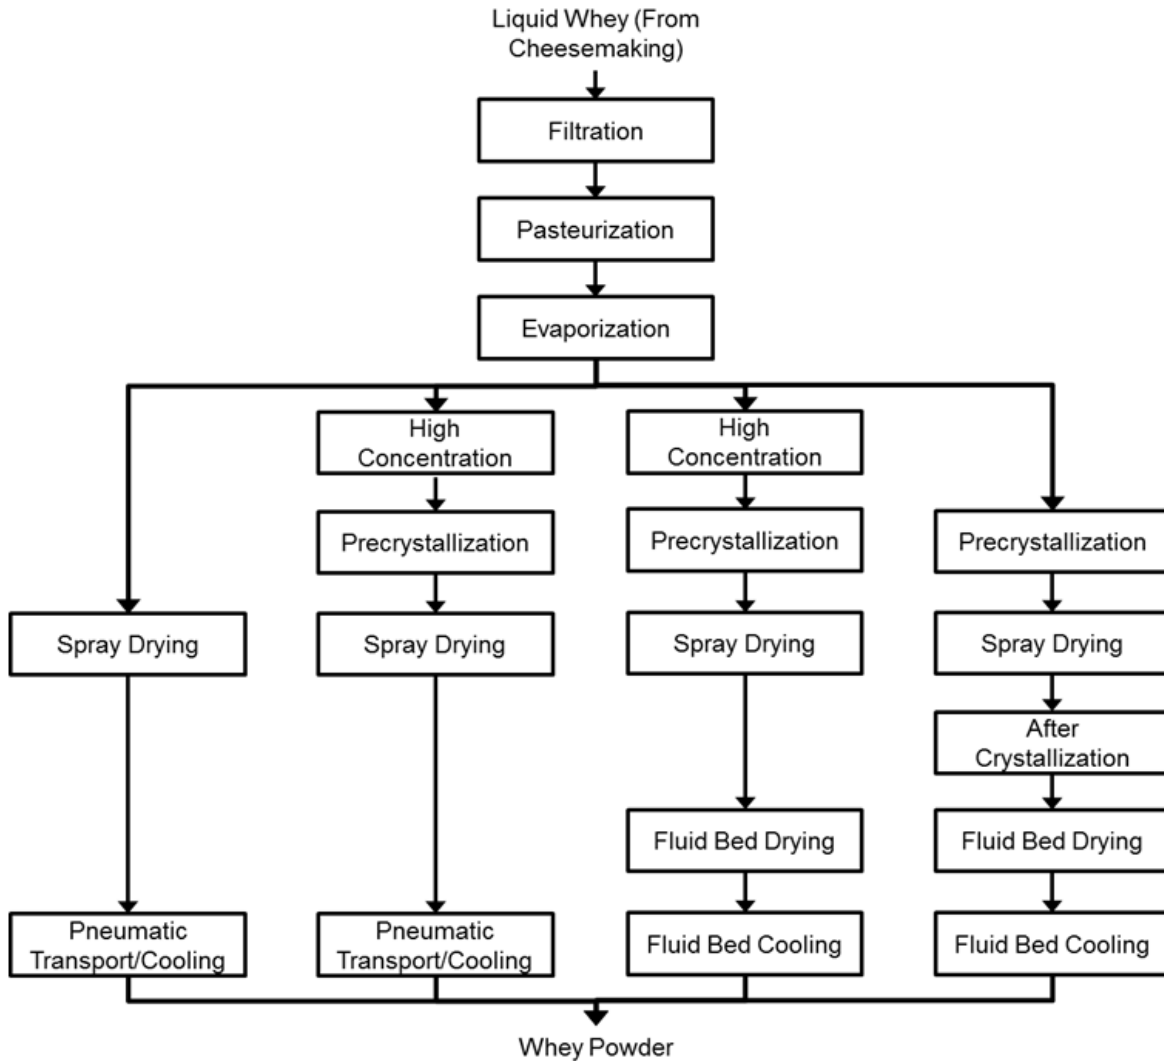 Liquid Whey (From
Cheesemaking)
Filtration
Pasteurization
Evaporization
High
Concentration
High
Concentration
Precrystallization
Precrystallization
Precrystallization
Spray Drying
Spray Drying
Spray Drying
Spray Drying
After
Crystallization
Fluid Bed Drying
Fluid Bed Drying
Pneumatic
Transport/Cooling
Pneumatic
Transport/Cooling
Fluid Bed Cooling
Fluid Bed Cooling
Whey Powder